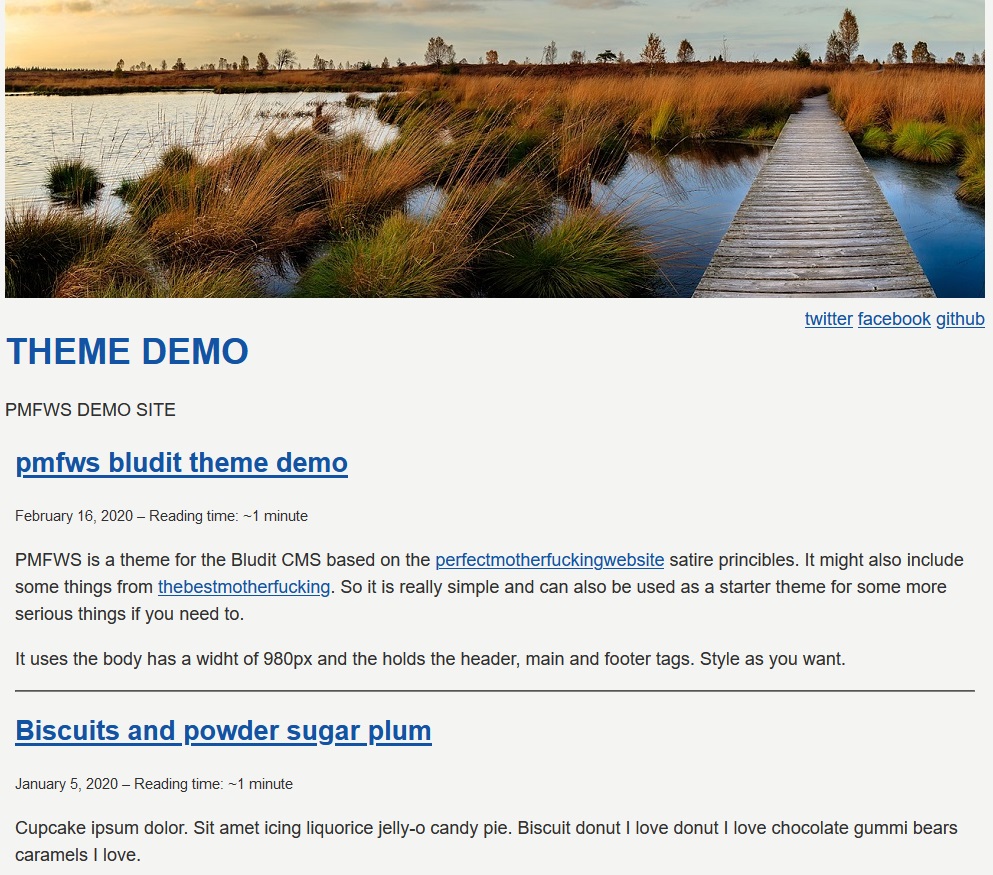 twitter facebook github
THEME DEMO
PMFWS DEMO SITE
pmfws bludit theme demo
February 16, 2020 – Reading time: ~1 minute
PMFWS is a theme for the Bludit CMS based on the perfectmotherfuckingwebsite satire princibles. It might also include
some things from thebestmotherfucking. So it is really simple and can also be used as a starter theme for some more
serious things if you need to.
It uses the body has a widht of 980px and the holds the header, main and footer tags. Style as you want.
Biscuits and powder sugar plum
January 5, 2020 – Reading time: ~1 minute
Cupcake ipsum dolor. Sit amet icing liquorice jelly-o candy pie. Biscuit donut I love donut I love chocolate gummi bears
caramels I love.